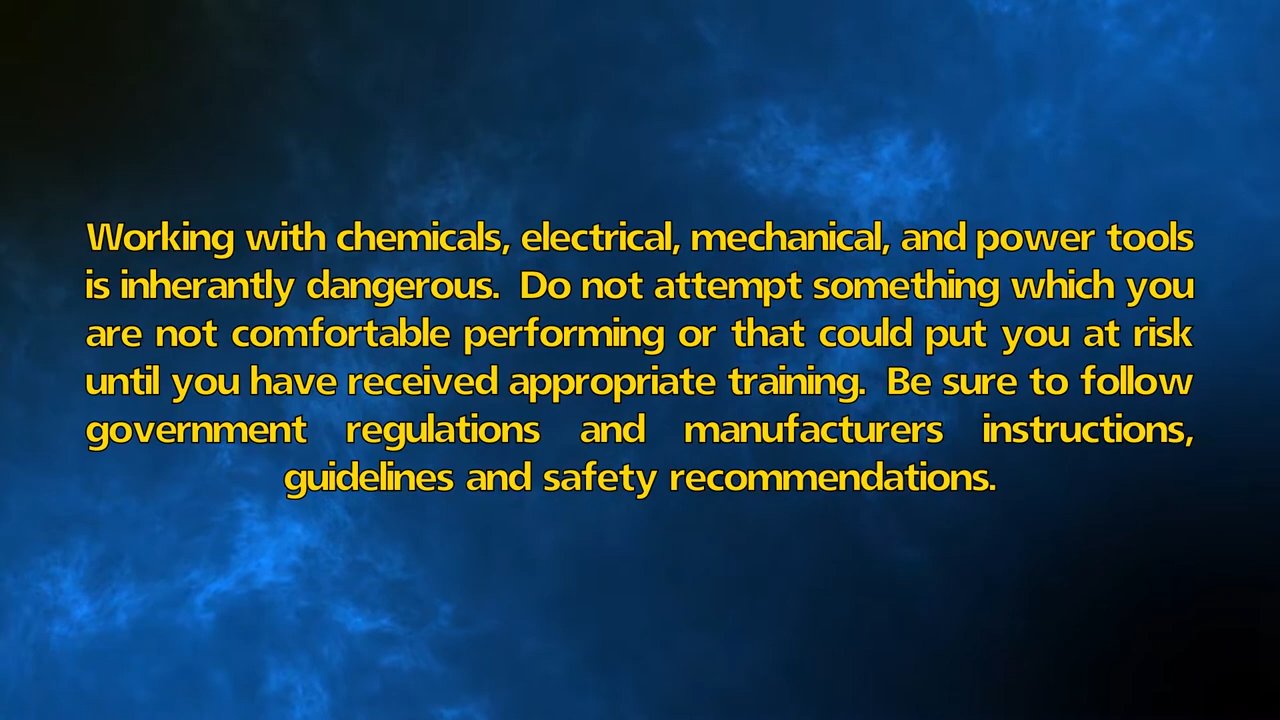 Working with chemicals, electrical, mechanical, and power tools
is inherantly dangerous.  Do not attempt something which you
are not comfortable performing or that could put you at risk
until you have received appropriate training.  Be sure to follow
government regulations and manufacturers instructions,
guidelines and safety recommendations.